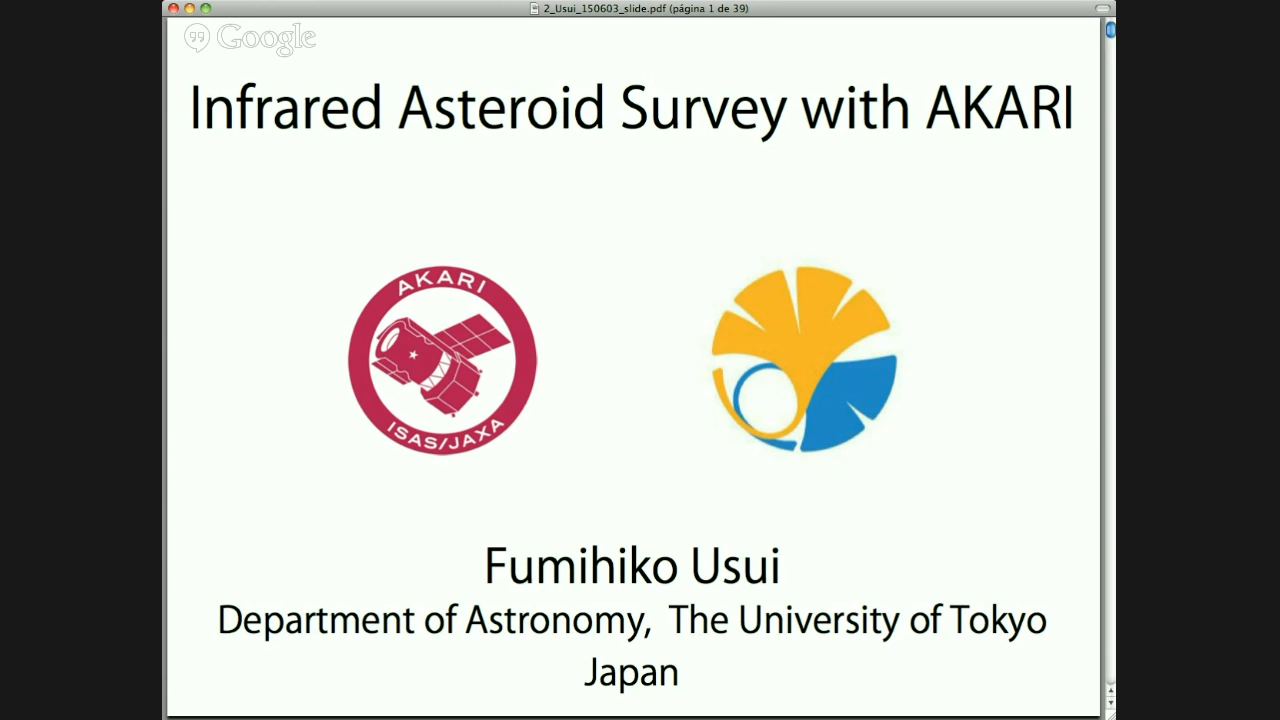 2_Usui_150603_slide.pdf (página 1 de 39)
Google
Infrared Asteroid Survey with AKARI
AKARI
ISAS/JAXA
Fumihiko Usui
Department of Astronomy, The University of Tokyo
Japan